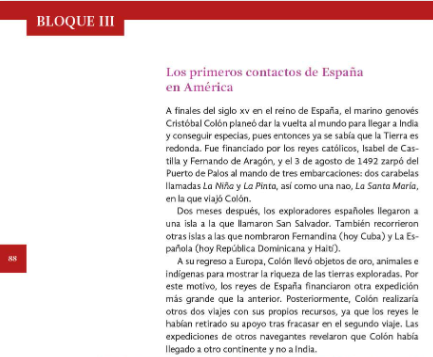 BLOQUE III
Los primeros contactos de España
en América
A finales del siglo XV en el reino de España, el marino genovés
Cristóbal Colón planeó dar la vuelta al mundo para llegar a India
y conseguir especias, pues entonces ya se sabía que la Tierra es
redonda. Fue financiado por los reyes católicos, Isabel de Cas-
tilla y Fernando de Aragón, y el 3 de agosto de 1492 zarpó del
Puerto de Palos al mando de tres embarcaciones: dos carabelas
llamadas La Niña y La Pinta, así como una nao, La Santa María,
en la que viajó Colón.
Dos meses después, los exploradores españoles llegaron a
una isla a la que llamaron San Salvador. También recorrieron
otras islas a las que nombraron Fernandina (hoy Cuba) y La Es-
pañola (hoy República Dominicana y Haití).
A su regreso a Europa, Colón llevó objetos de oro, animales e
indígenas para mostrar la riqueza de las tierras exploradas. Por
este motivo, los reyes de España financiaron otra expedición
más grande que la anterior. Posteriormente, Colón realizaría
otros dos viajes con sus propios recursos, ya que los reyes le
habían retirado su apoyo tras fracasar en el segundo viaje. Las
expediciones de otros navegantes revelaron que Colón había
llegado a otro continente y no a India.
88